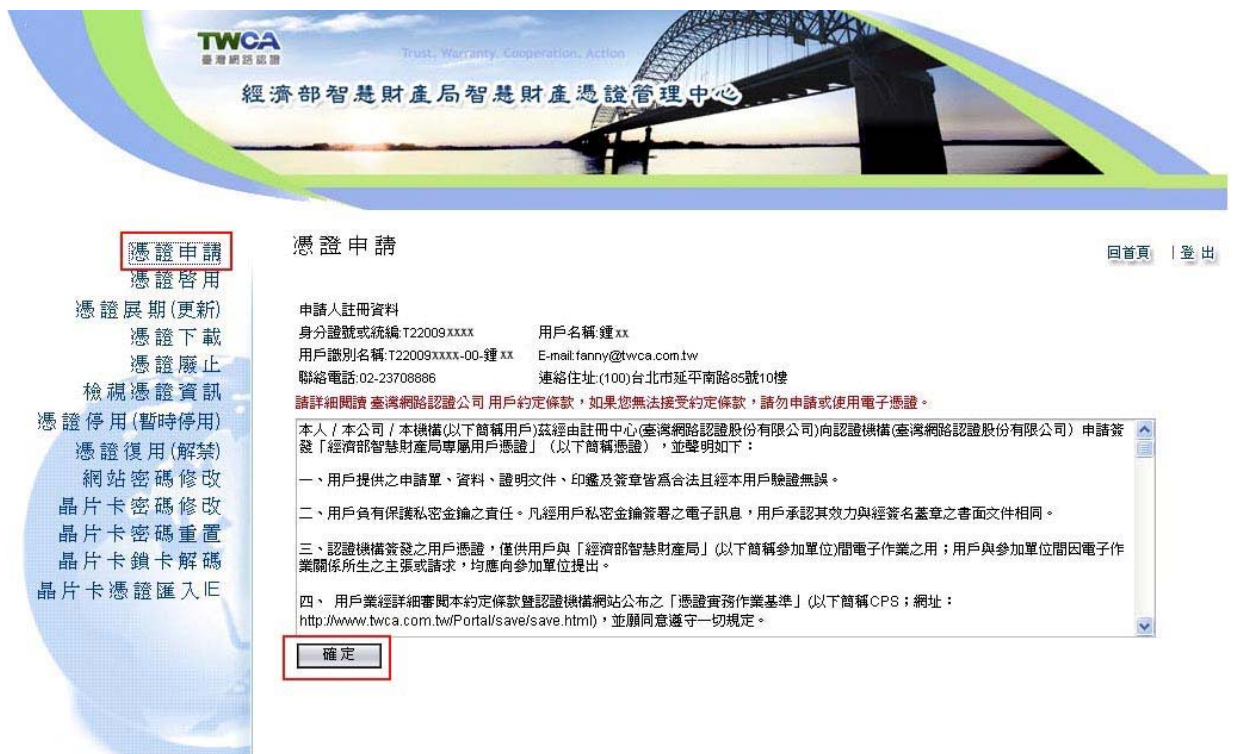 TWCA
臺灣網路認證
Trust, Warranty, Cooperation, Action
經濟部智慧財產局智慧財產憑證管理中心
憑證申請
憑證啓用
憑證展期(更新)
憑證下載
憑證廢止
檢視憑證資訊
憑證停用(暫時停用)
憑證復用(解禁)
網站密碼修改
晶片卡密碼修改
晶片卡密碼重置
晶片卡鎖卡解碼
晶片卡憑證匯入IE
憑證申請
回首頁 | 登出
申請人註冊資料
身分證號或統編:T22009xxxx 用戶名稱:鍾xx
用戶識別名稱:T22009xxxx-00-鍾xx E-mail:fanny@twca.com.tw
聯絡電話:02-23708886 連絡住址:(100)台北市延平南路85號10樓
請詳細閱讀 臺灣網路認證公司 用戶約定條款,如果您無法接受約定條款,請勿申請或使用電子憑證。
本人 / 本公司 / 本機構(以下簡稱用戶)茲經由註冊中心(臺灣網路認證股份有限公司)向認證機構(臺灣網路認證股份有限公司) 申請簽
發「經濟部智慧財產局專屬用戶憑證」 (以下簡稱憑證) ,並聲明如下:
一、用戶提供之申請單、資料、證明文件、印鑑及簽章皆爲合法且經本用戶驗證無誤。
二、用戶負有保護私密金鑰之責任。凡經用戶私密金鑰簽署之電子訊息,用戶承認其效力與經簽名蓋章之書面文件相同。
三、認證機構簽發之用戶憑證,僅供用戶與「經濟部智慧財產局」(以下簡稱參加單位)間電子作業之用;用戶與參加單位間因電子作
業關係所生之主張或請求,均應向參加單位提出。
四、 用戶業經詳細審閱本約定條款暨認證機構網站公布之「憑證實務作業基準」(以下簡稱CPS;網址:
http://www.twca.com.tw/Portal/save/save.html),並願同意遵守一切規定。
確定